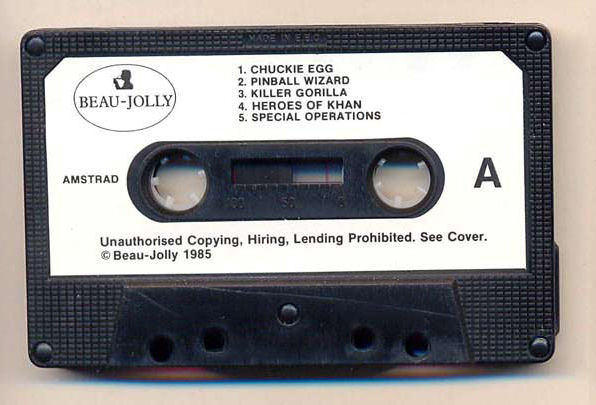 MADE IN E.E.C.
BEAU-JOLLY
1. CHUCKIE EGG
2. PINBALL WIZARD
3. KILLER GORILLA
4. HEROES OF KHAN
5. SPECIAL OPERATIONS
AMSTRAD
100 50 0
A
Unauthorised Copying, Hiring, Lending Prohibited. See Cover.
© Beau-Jolly 1985